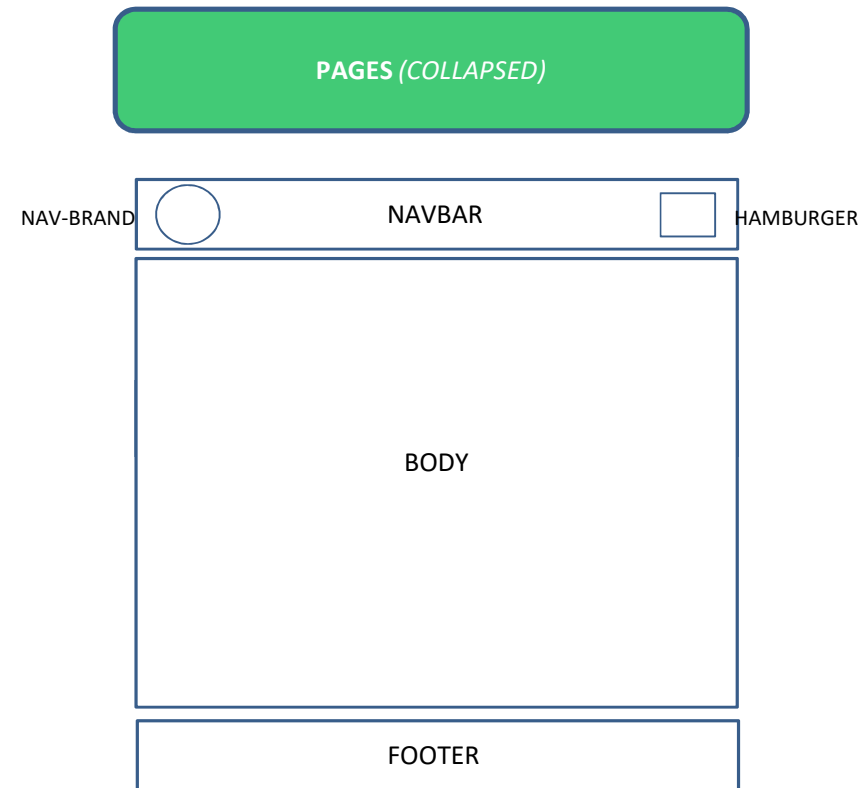 PAGES (COLLAPSED)
NAV-BRAND
NAVBAR
HAMBURGER
BODY
FOOTER